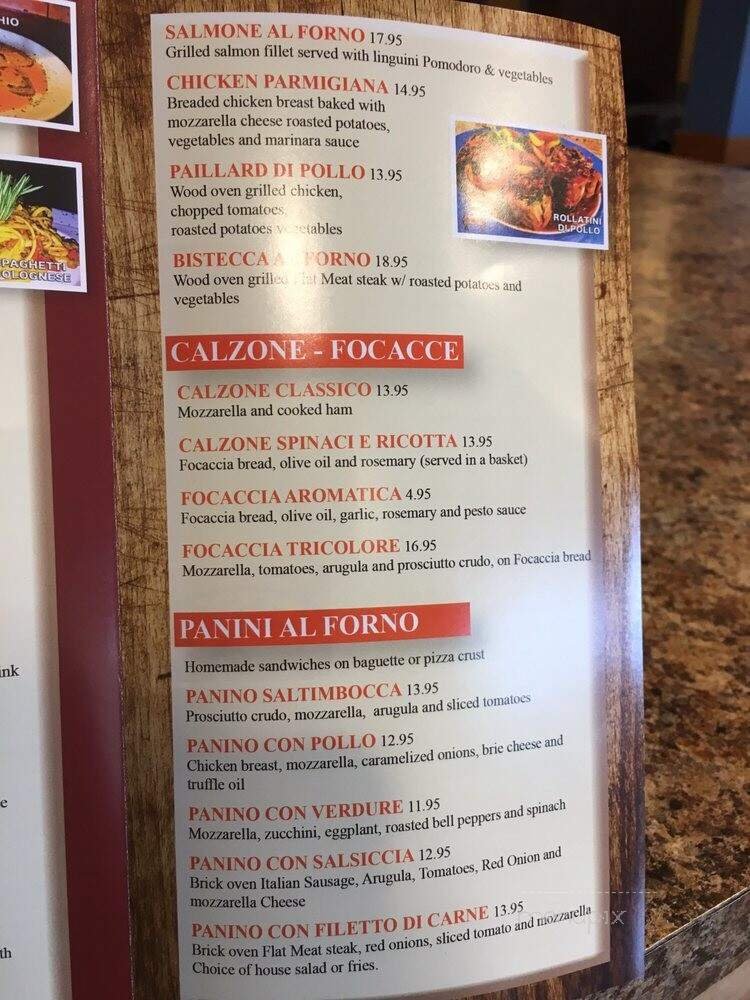 HIO
SPAGHETTI
BOLOGNESE
ink
e
th
SALMONE AL FORNO 17.95
Grilled salmon fillet served with linguini Pomodoro & vegetables
CHICKEN PARMIGIANA 14.95
Breaded chicken breast baked with
mozzarella cheese roasted potatoes,
vegetables and marinara sauce
PAILLARD DI POLLO 13.95
Wood oven grilled chicken,
chopped tomatoes,
roasted potatoes vegetables
ROLLATINI
DI POLLO
BISTECCA AL FORNO 18.95
Wood oven grilled Flat Meat steak w/ roasted potatoes and
vegetables
CALZONE - FOCACCE
CALZONE CLASSICO 13.95
Mozzarella and cooked ham
CALZONE SPINACI E RICOTTA 13.95
Focaccia bread, olive oil and rosemary (served in a basket)
FOCACCIA AROMATICA 4.95
Focaccia bread, olive oil, garlic, rosemary and pesto sauce
FOCACCIA TRICOLORE 16.95
Mozzarella, tomatoes, arugula and prosciutto crudo, on Focaccia bread
PANINI AL FORNO
Homemade sandwiches on baguette or pizza crust
PANINO SALTIMBOCCA 13.95
Prosciutto crudo, mozzarella, arugula and sliced tomatoes
PANINO CON POLLO 12.95
Chicken breast, mozzarella, caramelized onions, brie cheese and
truffle oil
PANINO CON VERDURE 11.95
Mozzarella, zucchini, eggplant, roasted bell peppers and spinach
PANINO CON SALSICCIA 12.95
Brick oven Italian Sausage, Arugula, Tomatoes, Red Onion and
mozzarella Cheese
PANINO CON FILETTO DI CARNE 13.95
Brick oven Flat Meat steak, red onions, sliced tomato and mozzarella
Choice of house salad or fries.